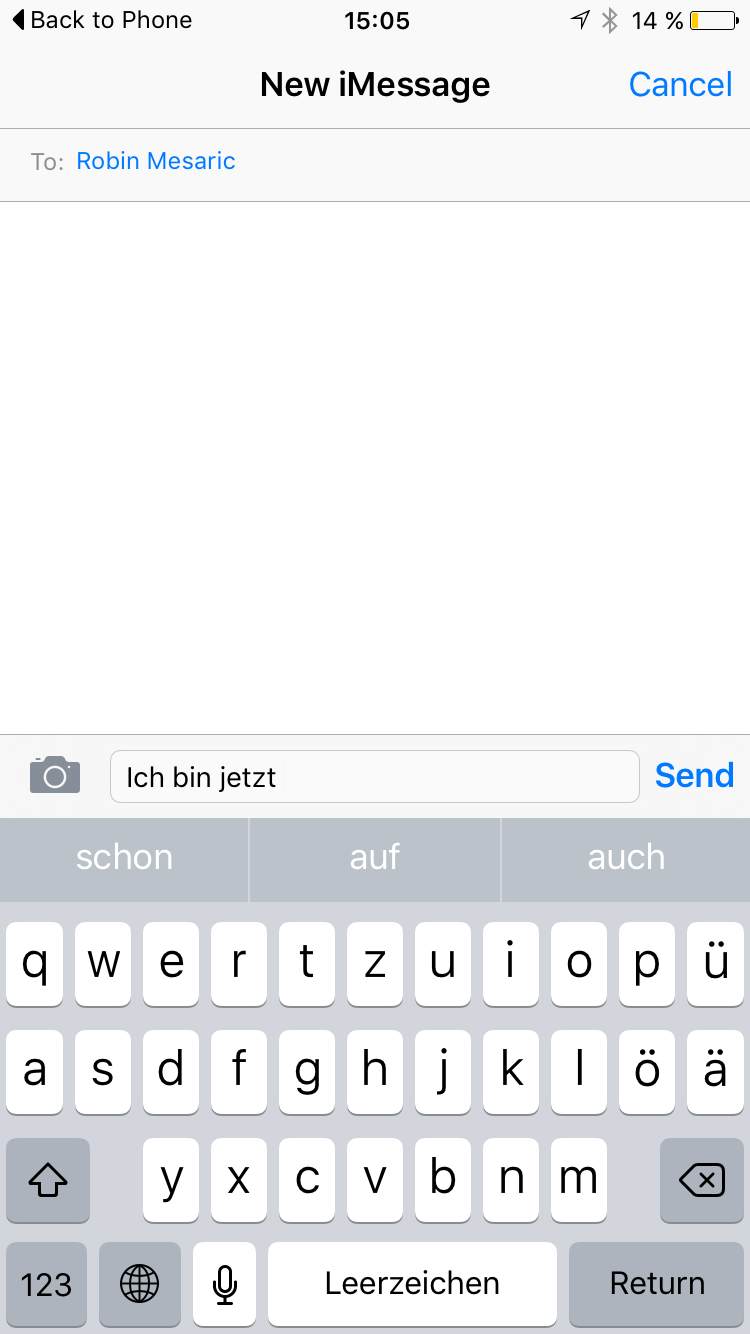 Back to Phone 15:05 14 %
New iMessage Cancel
To: Robin Mesaric
Ich bin jetzt Send
schon auf auch
q w e r t z u i o p ü
a s d f g h j k l ö ä
y x c v b n m
123 Leerzeichen Return